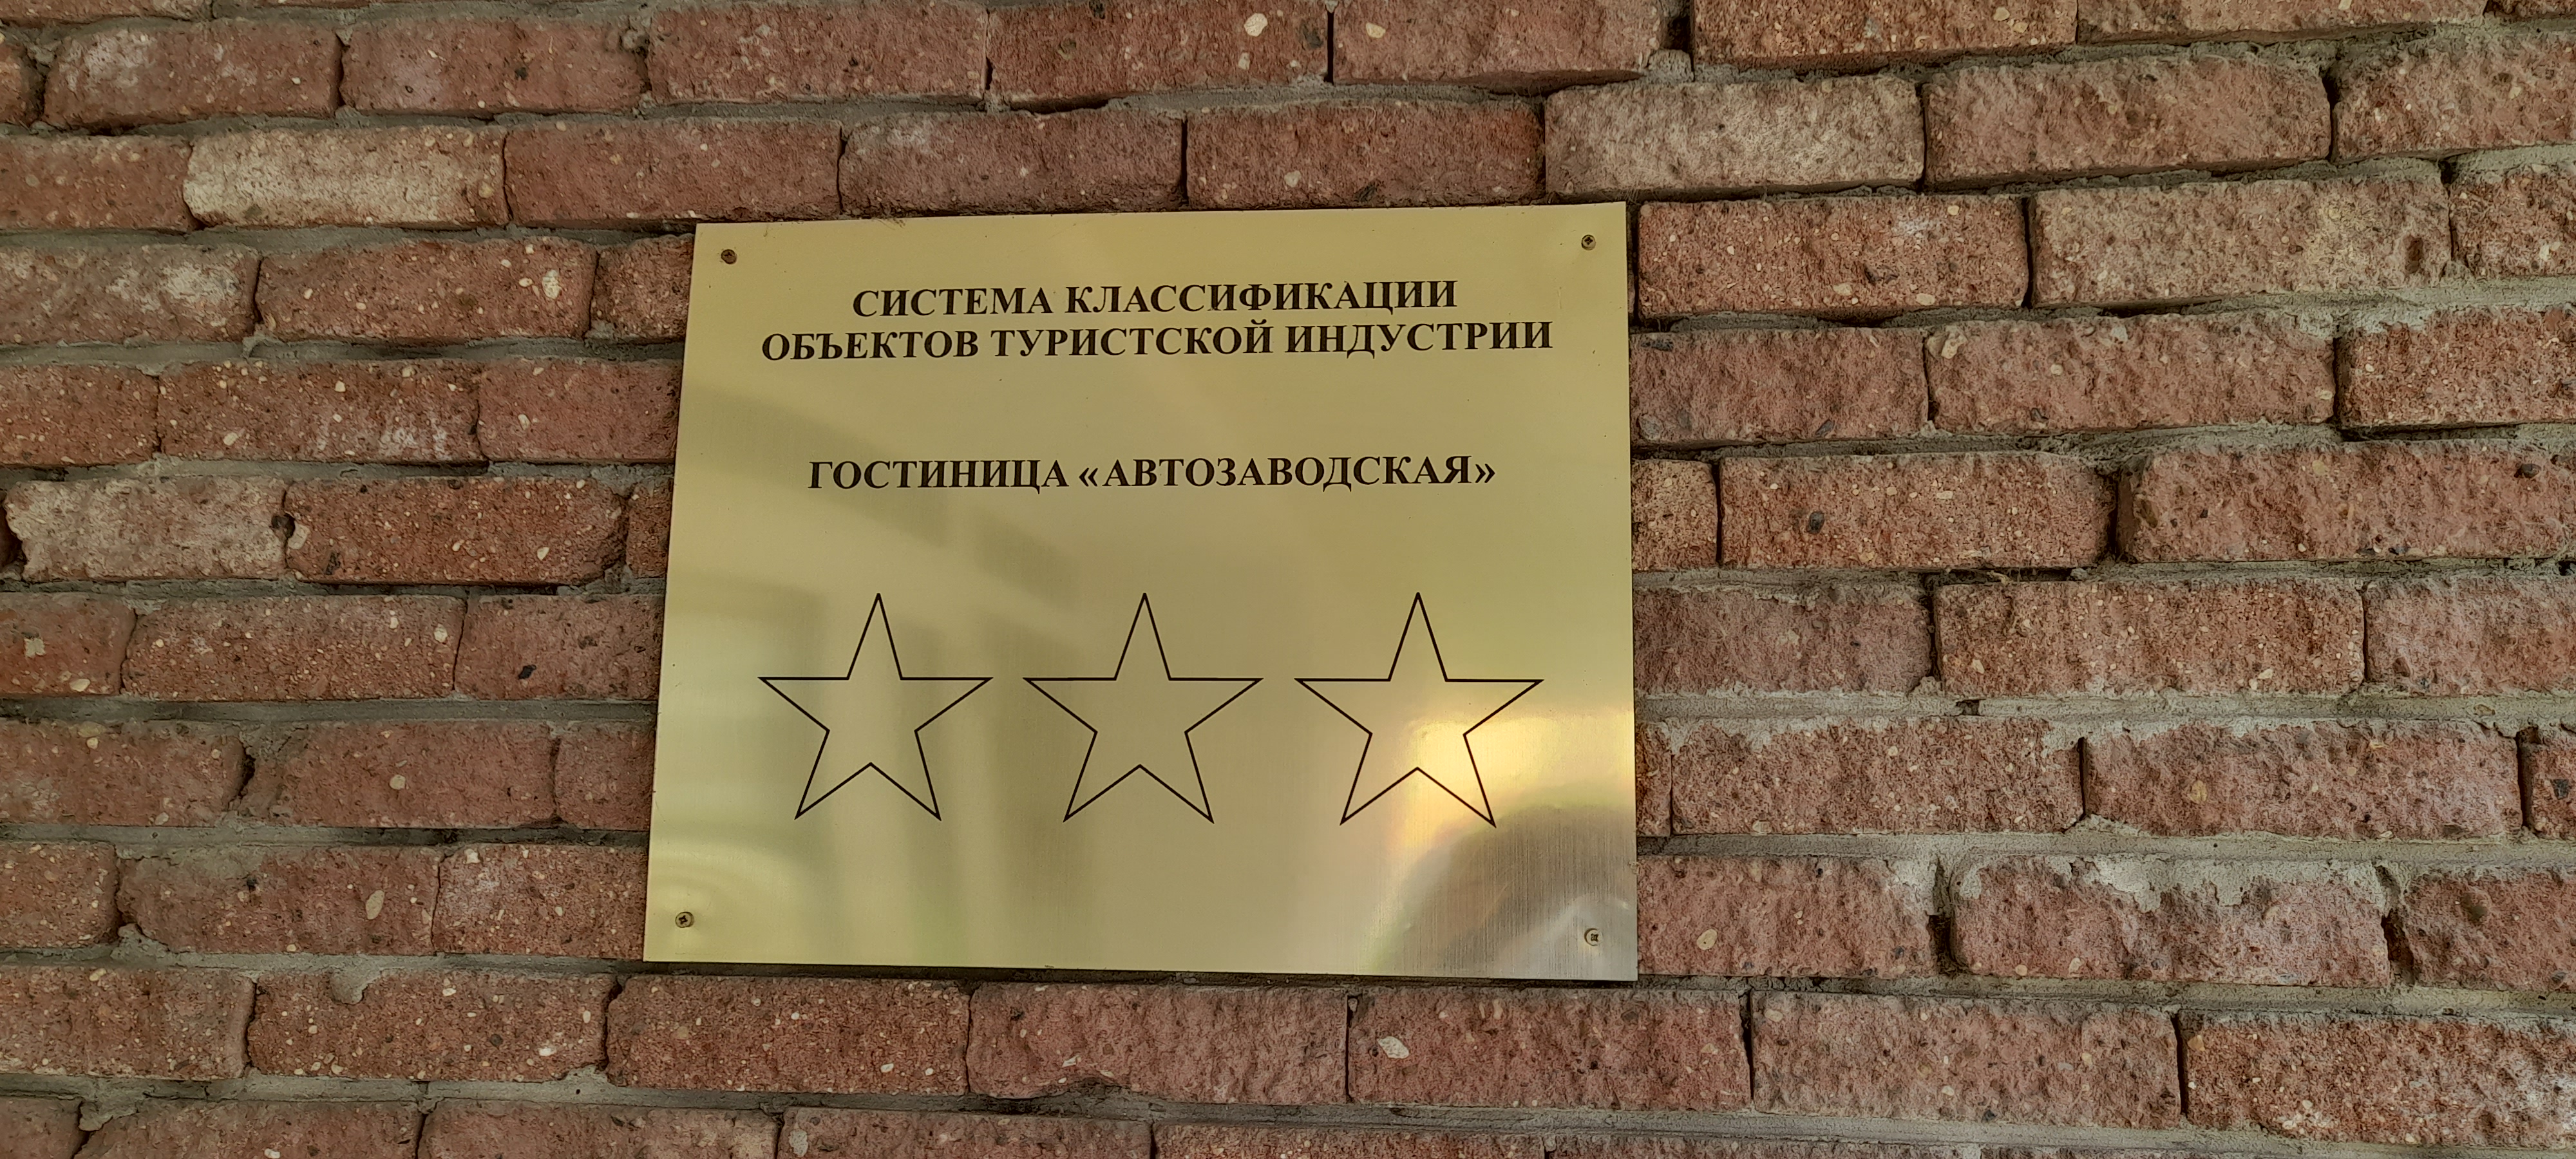 СИСТЕМА КЛАССИФИКАЦИИ
ОБЪЕКТОВ ТУРИСТСКОЙ ИНДУСТРИИ
ГОСТИНИЦА «АВТОЗАВОДСКАЯ»